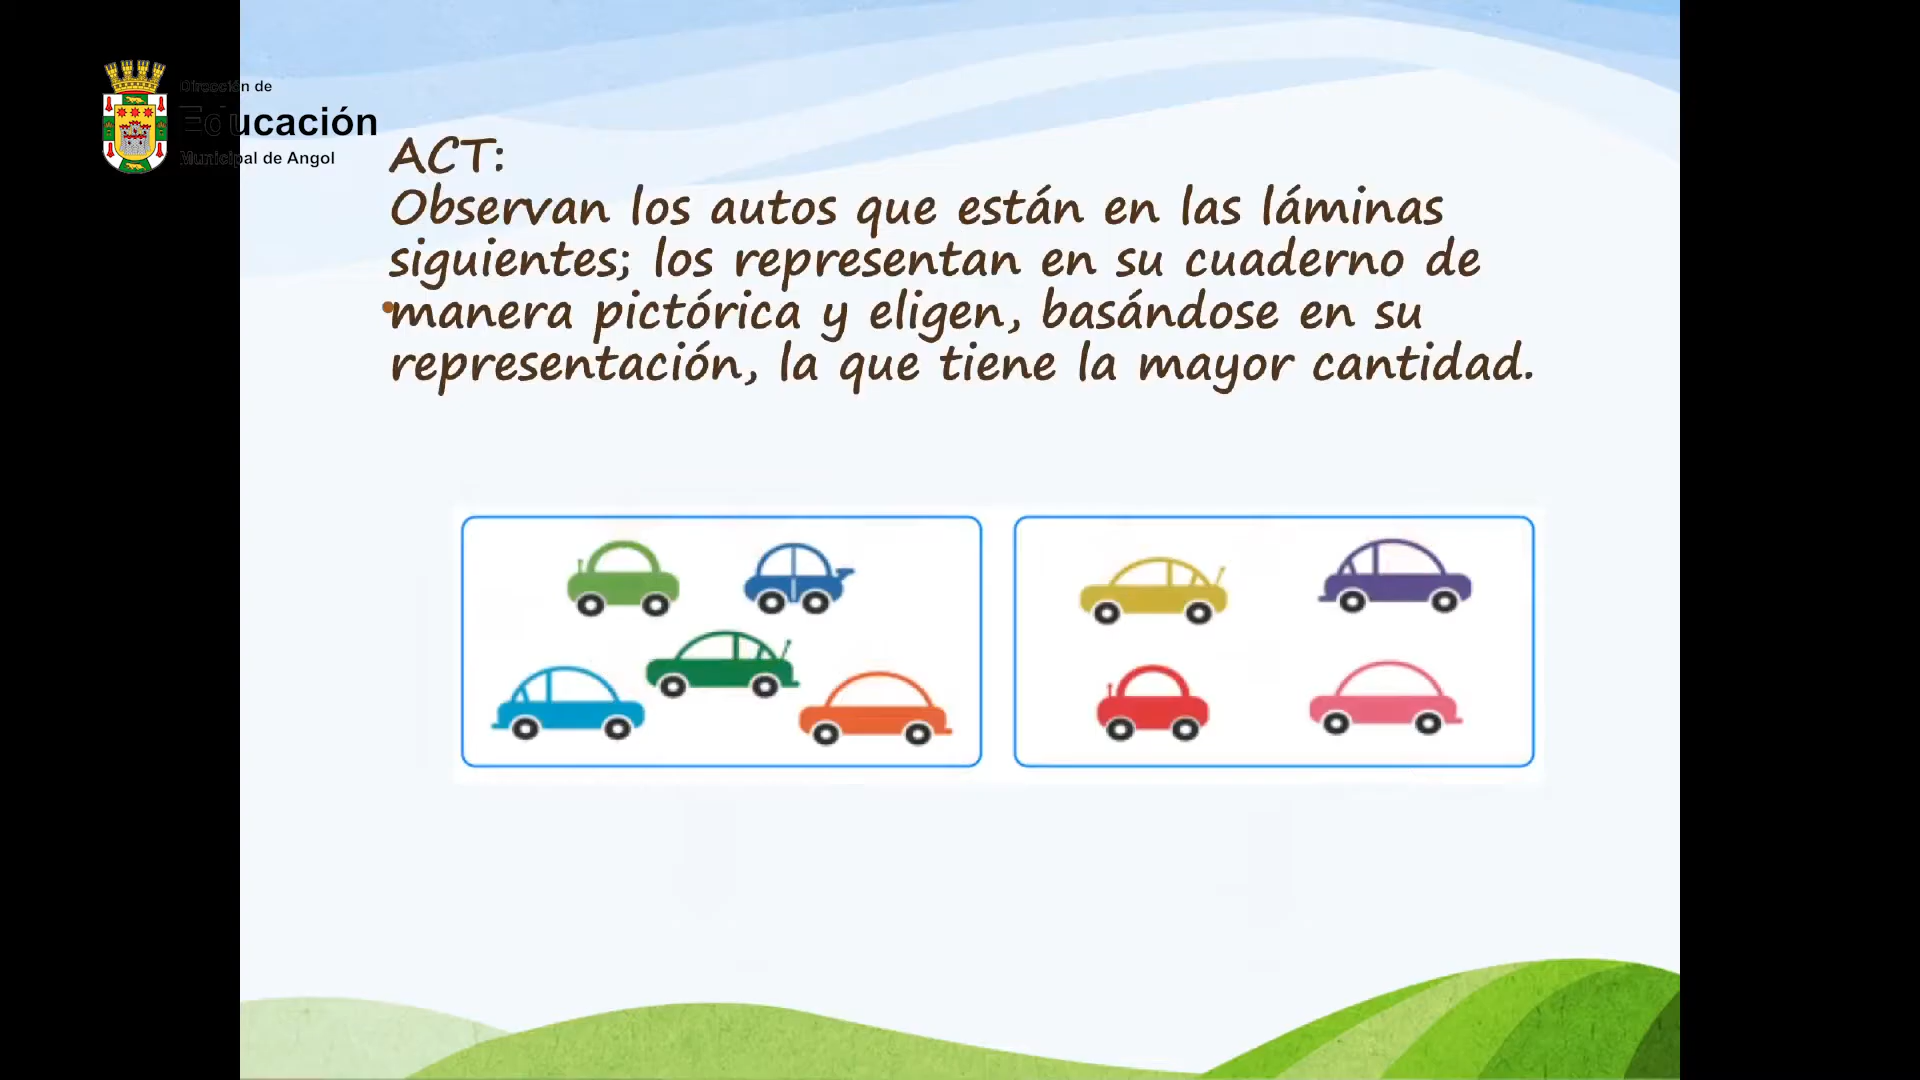 Dirección de
Educación
Municipal de Angol
ACT:
Observan los autos que están en las láminas
siguientes; los representan en su cuaderno de
•manera pictórica y eligen, basándose en su
representación, la que tiene la mayor cantidad.